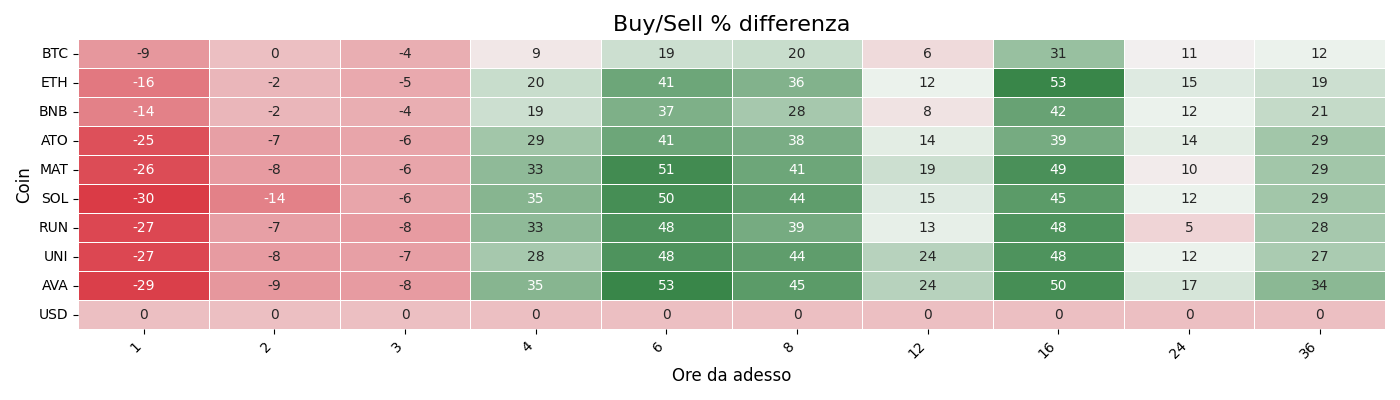 Buy/Sell % differenza
Coin
BTC -9 0 -4 9 19 20 6 31 11 12
ETH -16 -2 -5 20 41 36 12 53 15 19
BNB -14 -2 -4 19 37 28 8 42 12 21
ATO -25 -7 -6 29 41 38 14 39 14 29
MAT -26 -8 -6 33 51 41 19 49 10 29
SOL -30 -14 -6 35 50 44 15 45 12 29
RUN -27 -7 -8 33 48 39 13 48 5 28
UNI -27 -8 -7 28 48 44 24 48 12 27
AVA -29 -9 -8 35 53 45 24 50 17 34
USD 0 0 0 0 0 0 0 0 0 0
1 2 3 4 6 8 12 16 24 36
Ore da adesso